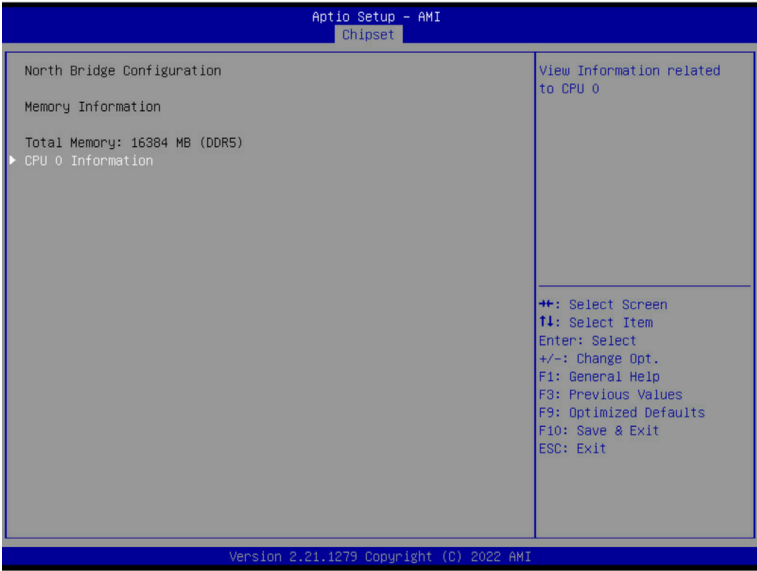 Aptio Setup – AMI
Chipset
North Bridge Configuration
Memory Information
Total Memory: 16384 MB (DDR5)
CPU 0 Information
View Information related
to CPU 0
→←: Select Screen
↑↓: Select Item
Enter: Select
+/-: Change Opt.
F1: General Help
F3: Previous Values
F9: Optimized Defaults
F10: Save & Exit
ESC: Exit
Version 2.21.1279 Copyright (C) 2022 AMI